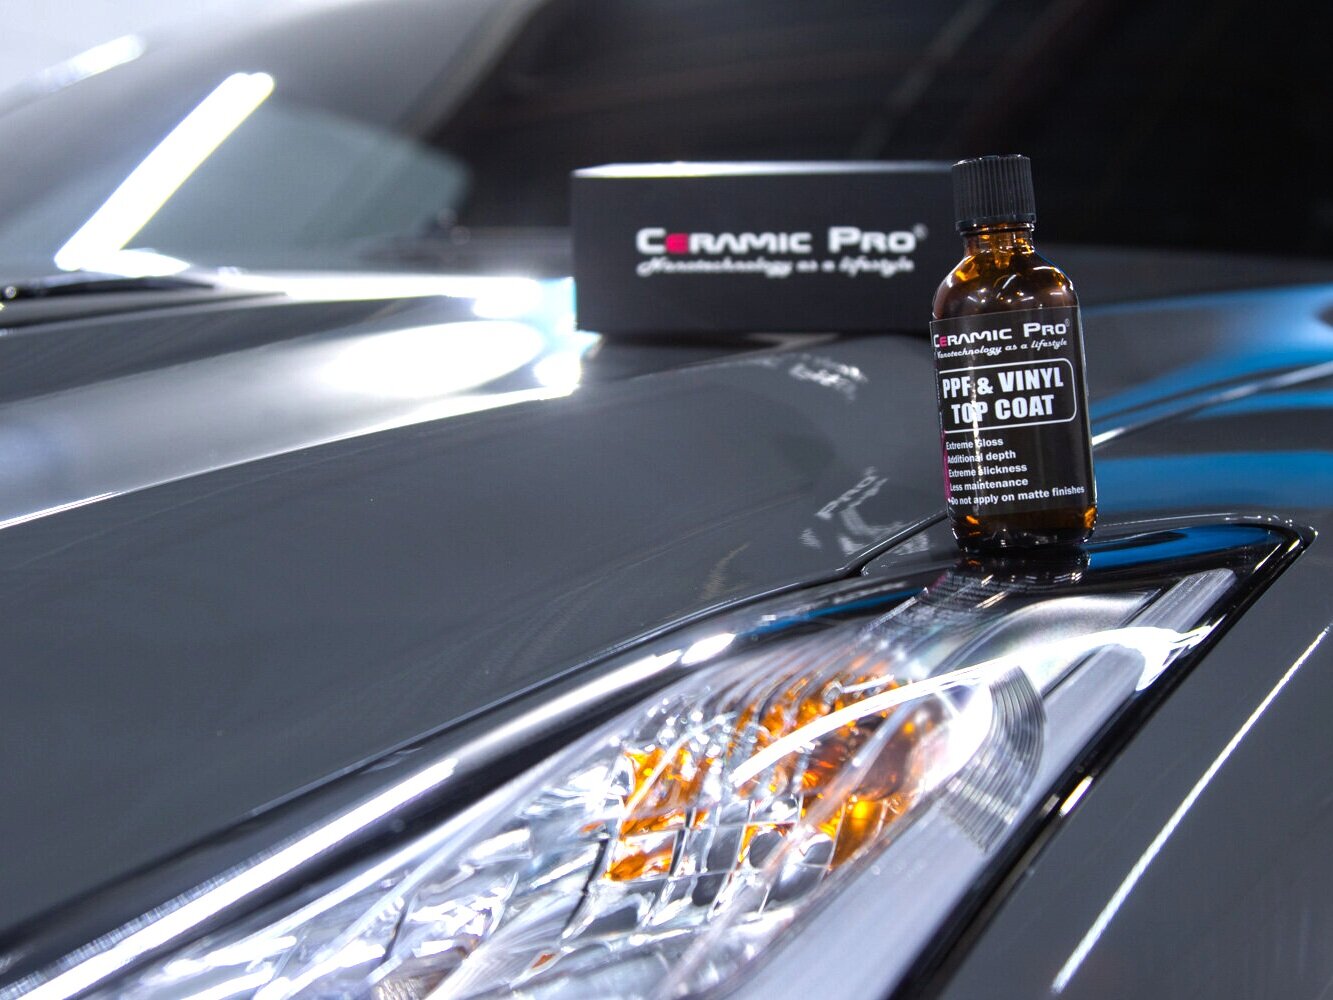 CERAMIC PRO®
Nanotechnology as a lifestyle
CERAMIC PRO®
Nanotechnology as a lifestyle
PPF & VINYL
TOP COAT
Extreme Gloss
Additional depth
Extreme slickness
Less maintenance
Do not apply on matte finishes